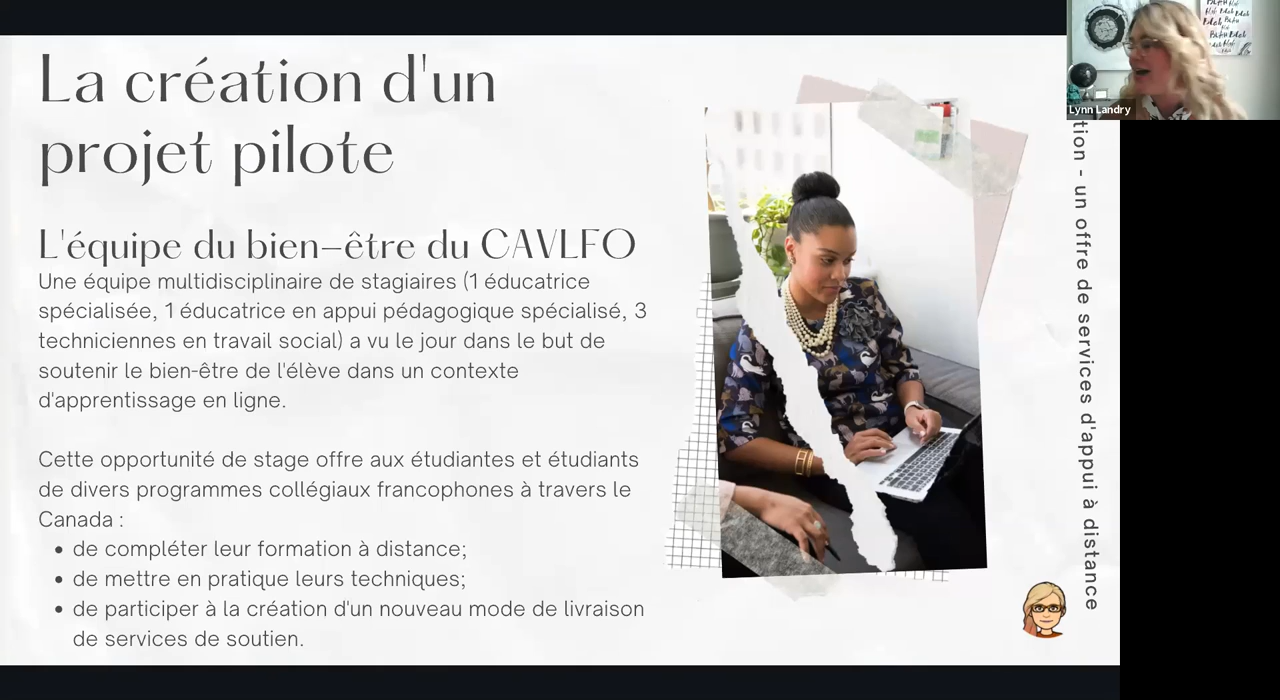 La création d'un
projet pilote
L'équipe du bien-être du CAVLFO
Une équipe multidisciplinaire de stagiaires (1 éducatrice
spécialisée, 1 éducatrice en appui pédagogique spécialisé, 3
techniciennes en travail social) a vu le jour dans le but de
soutenir le bien-être de l'élève dans un contexte
d'apprentissage en ligne.
Cette opportunité de stage offre aux étudiantes et étudiants
de divers programmes collégiaux francophones à travers le
Canada :
• de compléter leur formation à distance;
• de mettre en pratique leurs techniques;
• de participer à la création d'un nouveau mode de livraison
de services de soutien.
tion - un offre de services d'appui à distance
Lynn Landry